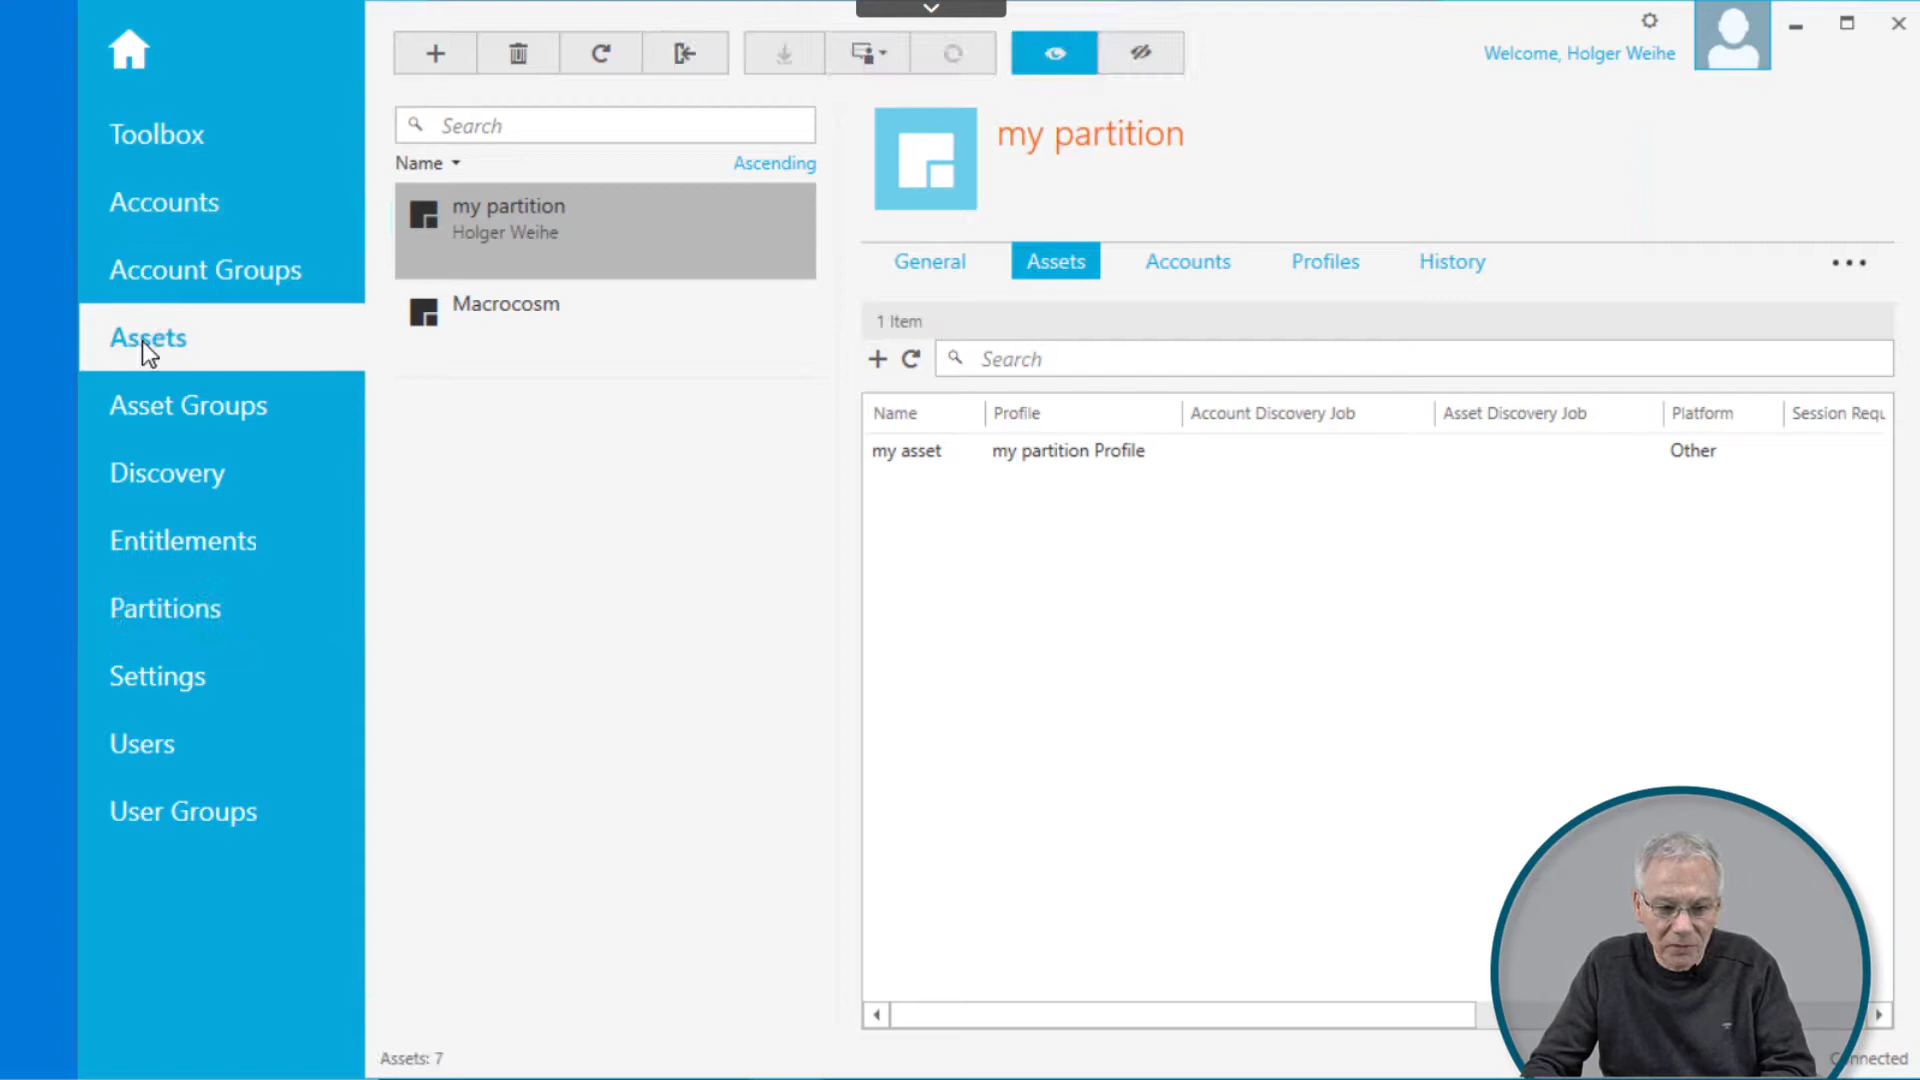 Toolbox
Accounts
Account Groups
Assets
Asset Groups
Discovery
Entitlements
Partitions
Settings
Users
User Groups
Welcome, Holger Weihe
Search
Name
Ascending
my partition
Holger Weihe
Macrocosm
my partition
General
Assets
Accounts
Profiles
History
1 Item
Search
Name
Profile
Account Discovery Job
Asset Discovery Job
Platform
Session Requ
my asset
my partition Profile
Other
Assets: 7
Connected